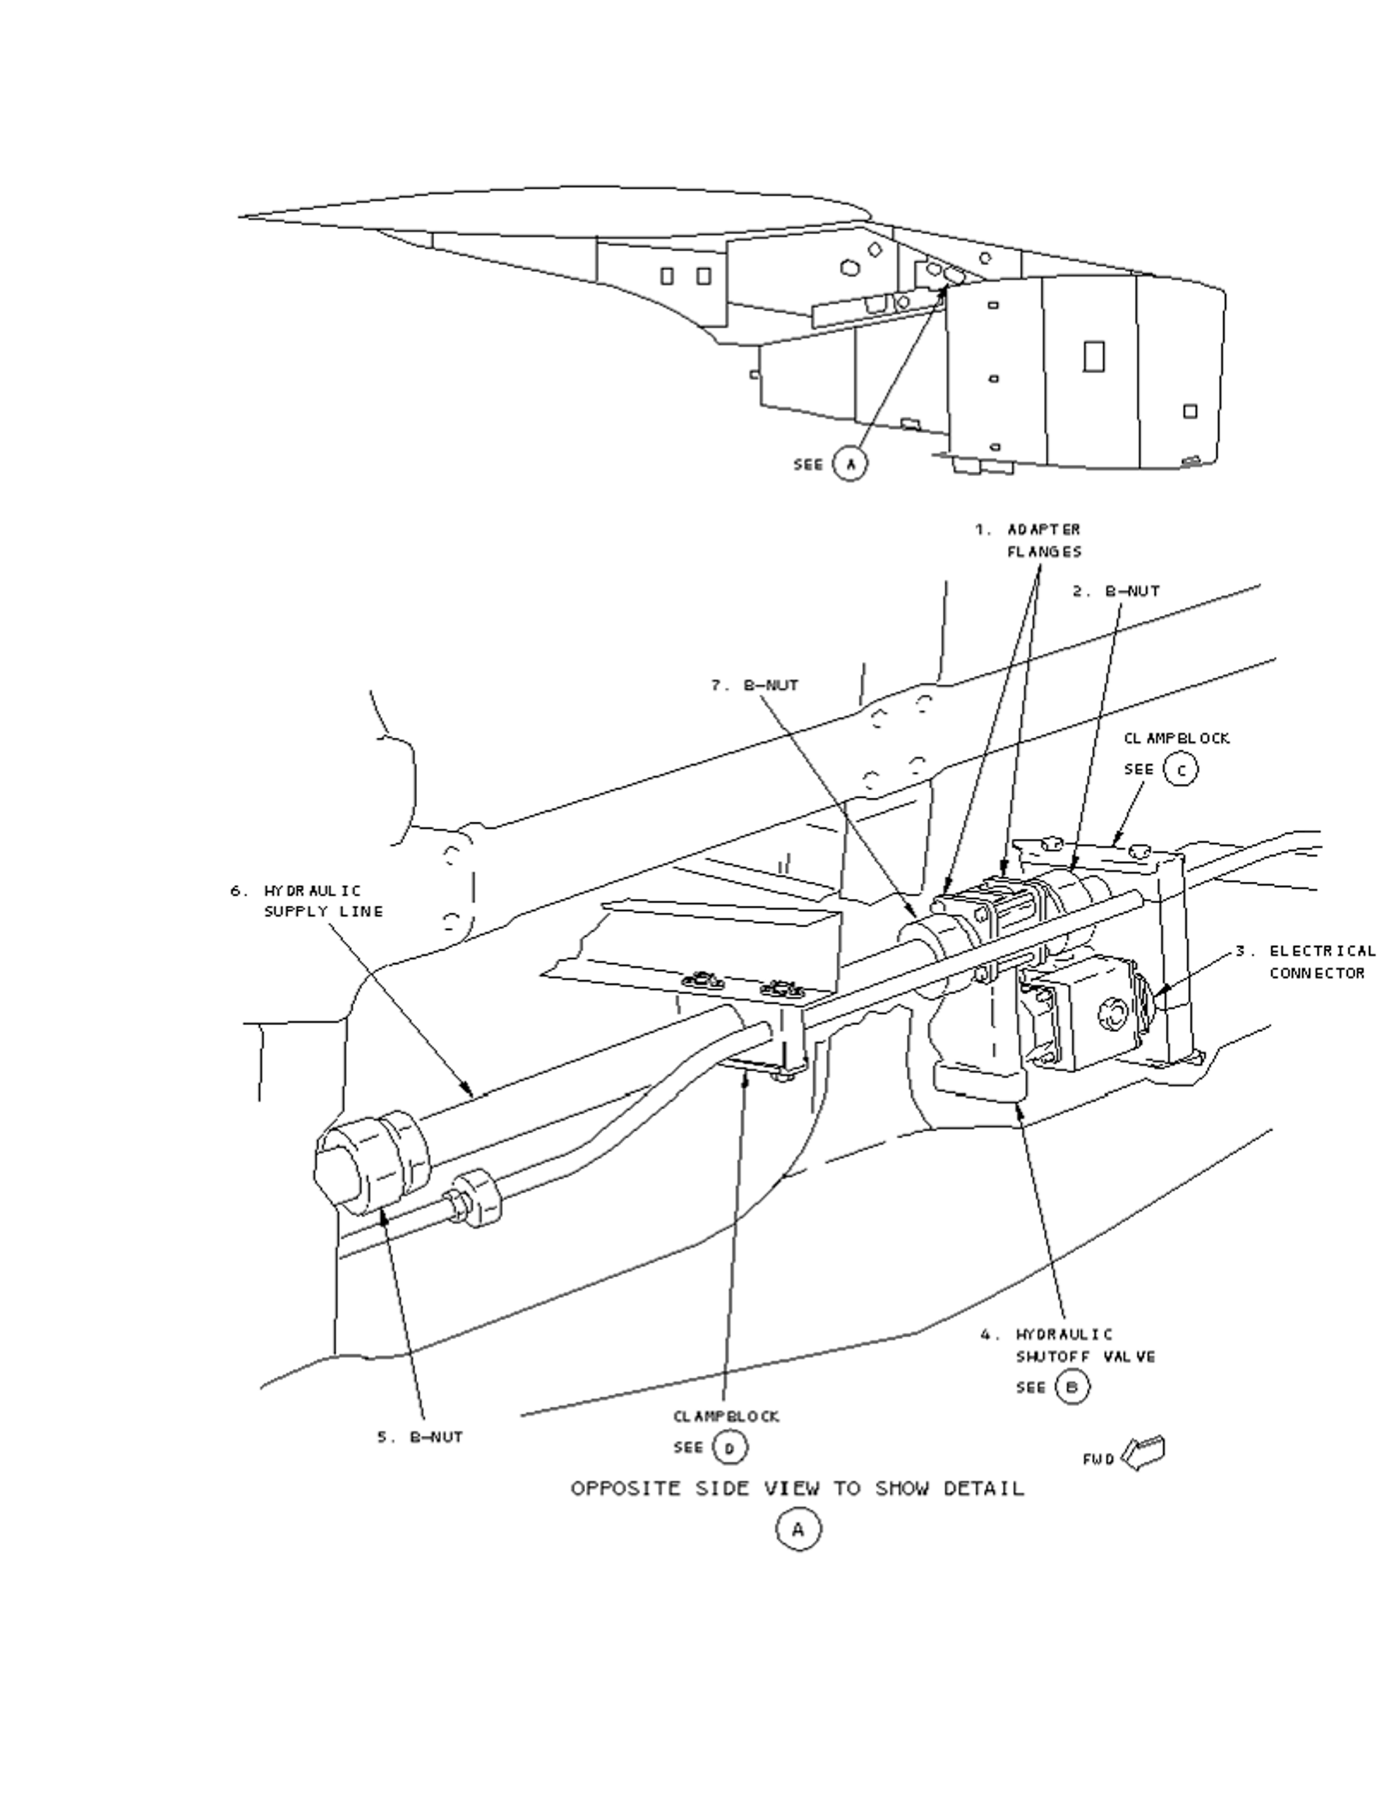 SEE A
1. ADAPTER
FLANGES
2. B-NUT
7. B-NUT
CLAMPBLOCK
SEE C
6. HYDRAULIC
SUPPLY LINE
3. ELECTRICAL
CONNECTOR
4. HYDRAULIC
SHUTOFF VALVE
SEE B
CLAMPBLOCK
SEE D
5. B-NUT
FWD
OPPOSITE SIDE VIEW TO SHOW DETAIL
A